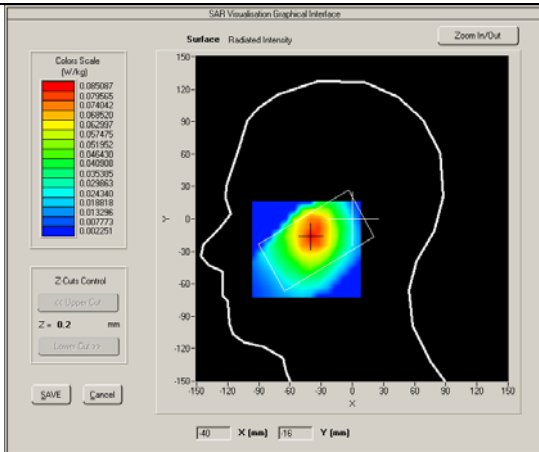 SAR Visualisation Graphical Interface
Surface Radiated Intensity
Zoom In/Out
Colors Scale
(W/kg)
0.085087
0.079565
0.074042
0.068520
0.062997
0.057475
0.051952
0.046430
0.040908
0.035385
0.029863
0.024340
0.018818
0.013296
0.007773
0.002251
Z-Cuts Control
<< Upper Cut
Z = 0.2 mm
Lower Cut >>
SAVE Cancel
150
120
90
60
30
0
-30
-60
-90
-120
-150
Y
-150 -120 -90 -60 -30 0 30 60 90 120 150
X
-40 X (mm) -16 Y (mm)